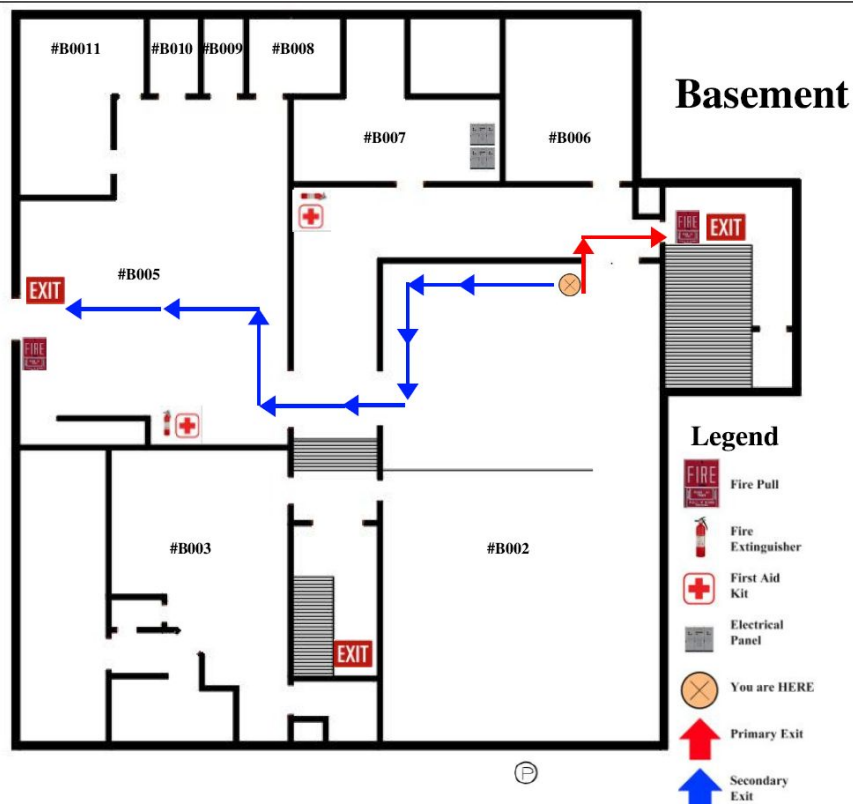 #B0011
#B010
#B009
#B008
Basement
#B007
#B006
FIRE
EXIT
#B005
EXIT
FIRE
Legend
FIRE
Fire Pull
Fire
Extinguisher
#B003
#B002
First Aid
Kit
Electrical
Panel
EXIT
You are HERE
Primary Exit
P
Secondary
Exit